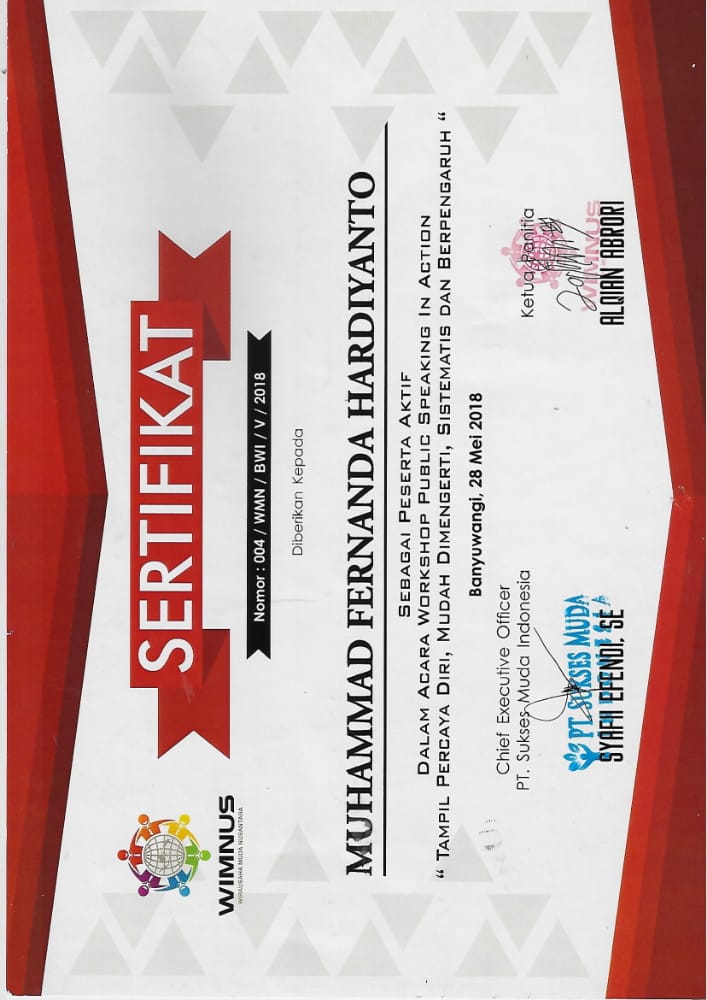 WIMNUS
WIRAUSAHA MUDA NUSANTARA
SERTIFIKAT
Nomor : 004 / WMN / BWI / V / 2018
Diberikan Kepada
MUHAMMAD FERNANDA HARDIYANTO
SEBAGAI PESERTA AKTIF
DALAM ACARA WORKSHOP PUBLIC SPEAKING IN ACTION
“ TAMPIL PERCAYA DIRI, MUDAH DIMENGERTI, SISTEMATIS DAN BERPENGARUH “
Banyuwangi, 28 Mei 2018
Chief Executive Officer
PT. Sukses Muda Indonesia
PT. SUKSES MUDA
INDONESIA
SYAFII EFENDI, SE
Ketua Panitia
WIMNUS
ALQIAN ABRORI